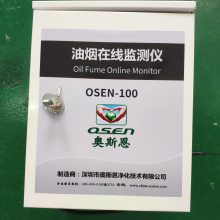 油烟在线监测仪
Oil Fume Online Monitor
OSEN-100
OSEN
奥斯恩
制造商：深圳市奥斯恩净化技术有限公司